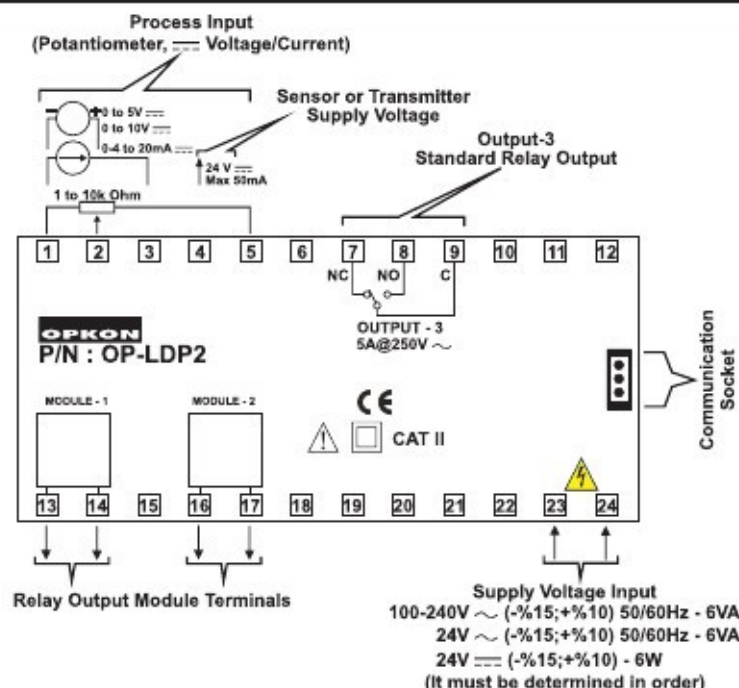 Process Input
(Potantiometer, Voltage/Current)
0 to 5V
0 to 10V
0-4 to 20mA
Sensor or Transmitter
Supply Voltage
24 V
Max 50mA
1 to 10k Ohm
Output-3
Standard Relay Output
1 2 3 4 5 6 7 8 9 10 11 12
NC NO C
OUTPUT - 3
5A@250V ~
OPKON
P/N : OP-LDP2
MODULE - 1
MODULE - 2
CE
CAT II
Communication
Socket
13 14 15 16 17 18 19 20 21 22 23 24
Relay Output Module Terminals
Supply Voltage Input
100-240V ~ (-%15;+%10) 50/60Hz - 6VA
24V ~ (-%15;+%10) 50/60Hz - 6VA
24V (-%15;+%10) - 6W
(It must be determined in order)